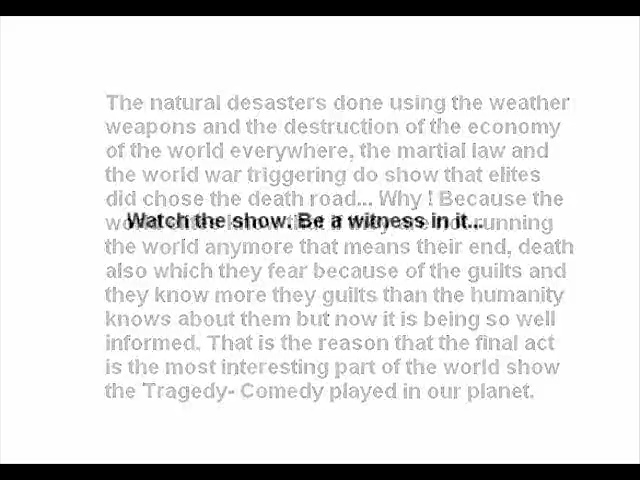 The natural desasters done using the weather
weapons and the destruction of the economy
of the world everywhere, the martial law and
the world war triggering do show that elites
did chose the death road... Why ! Because the
Watch the show. Be a witness in it...
running
the world anymore that means their end, death
also which they fear because of the guilts and
they know more they guilts than the humanity
knows about them but now it is being so well
informed. That is the reason that the final act
is the most interesting part of the world show
the Tragedy- Comedy played in our planet.